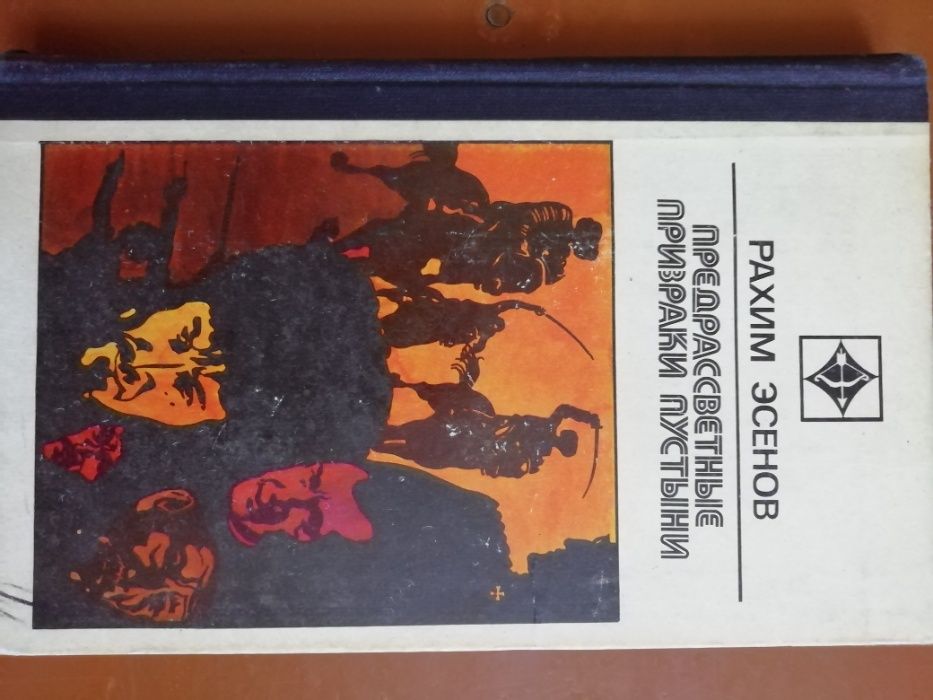 РАХИМ ЭСЕНОВ
ПРЕДРАССВЕТНЫЕ
ПРИЗРАКИ ПУСТЫНИ